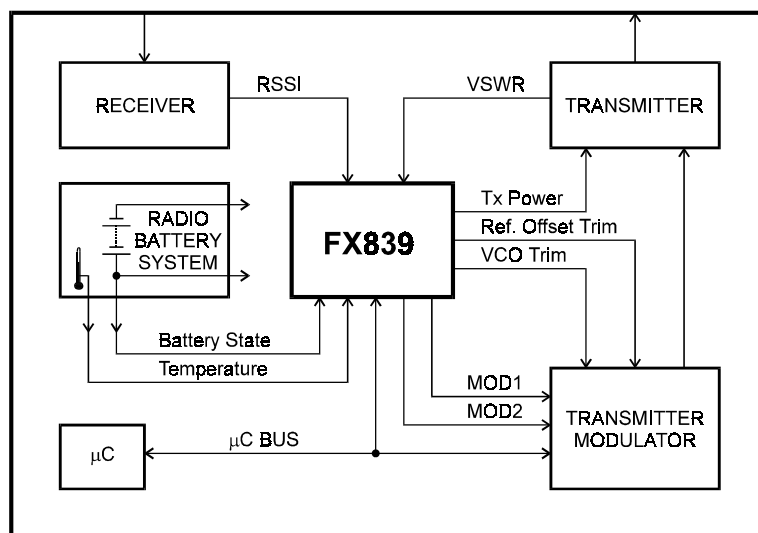 RECEIVER
RSSI
VSWR
TRANSMITTER
RADIO
BATTERY
SYSTEM
FX839
Tx Power
Ref. Offset Trim
VCO Trim
Battery State
Temperature
MOD1
MOD2
µC
µC BUS
TRANSMITTER
MODULATOR